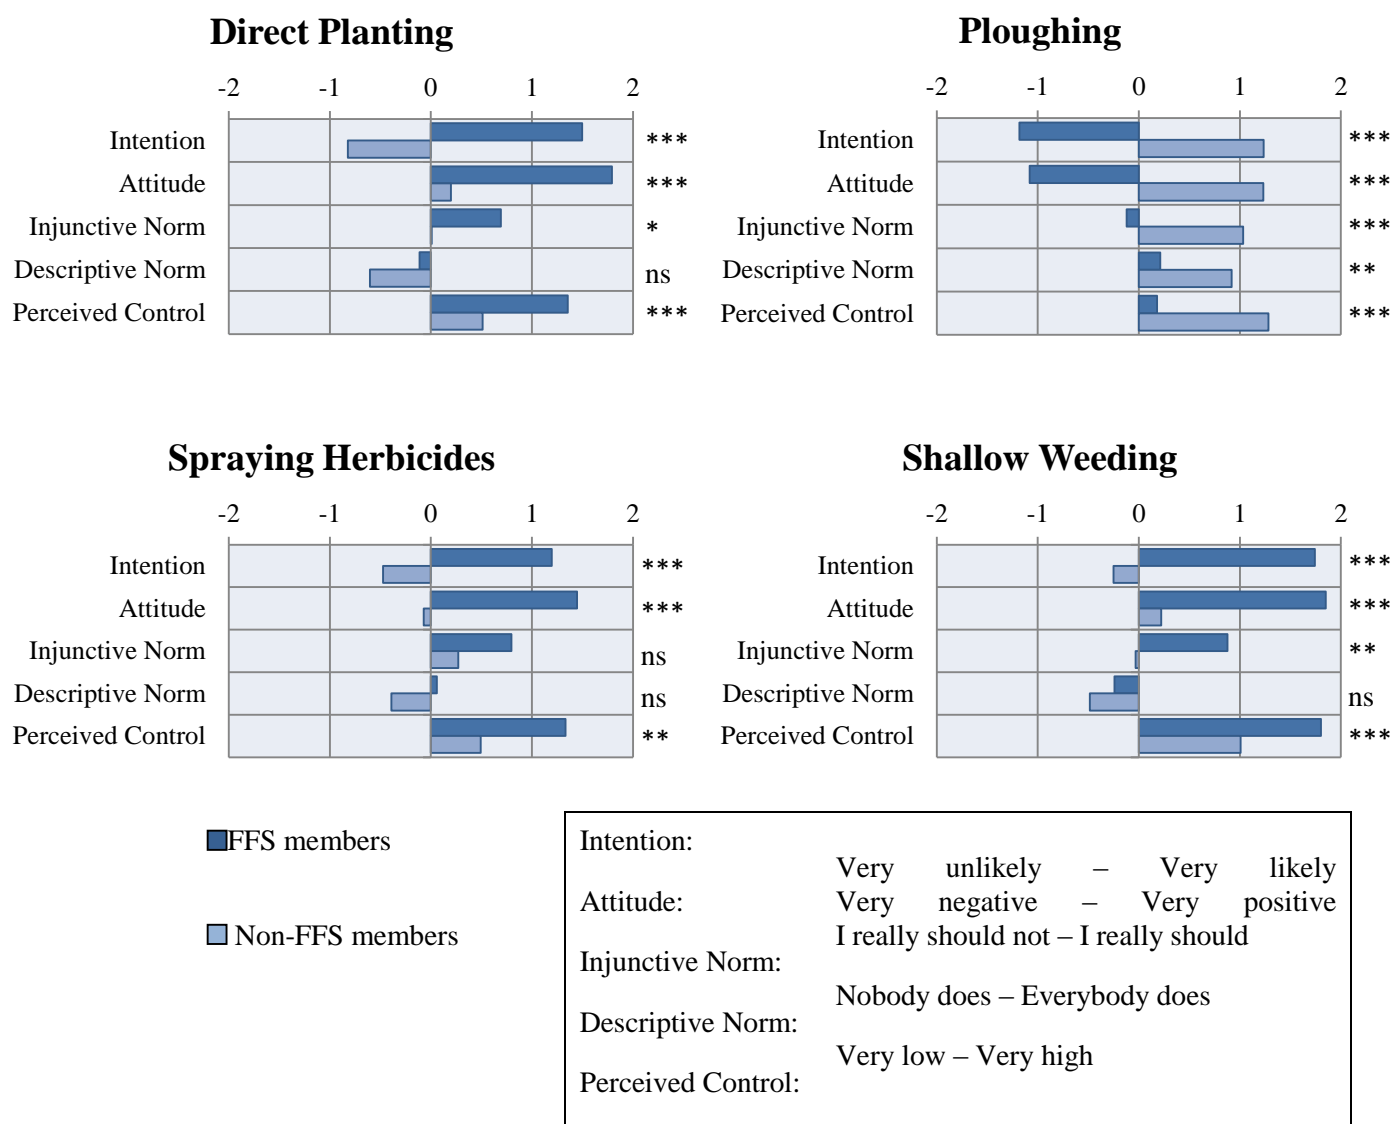 Direct Planting
-2 -1 0 1 2
Intention ***
Attitude ***
Injunctive Norm *
Descriptive Norm ns
Perceived Control ***
Ploughing
-2 -1 0 1 2
Intention ***
Attitude ***
Injunctive Norm ***
Descriptive Norm **
Perceived Control ***
Spraying Herbicides
-2 -1 0 1 2
Intention ***
Attitude ***
Injunctive Norm ns
Descriptive Norm ns
Perceived Control **
Shallow Weeding
-2 -1 0 1 2
Intention ***
Attitude ***
Injunctive Norm **
Descriptive Norm ns
Perceived Control ***
FFS members
Non-FFS members
Intention:
Very unlikely – Very likely
Attitude: Very negative – Very positive
I really should not – I really should
Injunctive Norm:
Nobody does – Everybody does
Descriptive Norm:
Very low – Very high
Perceived Control: